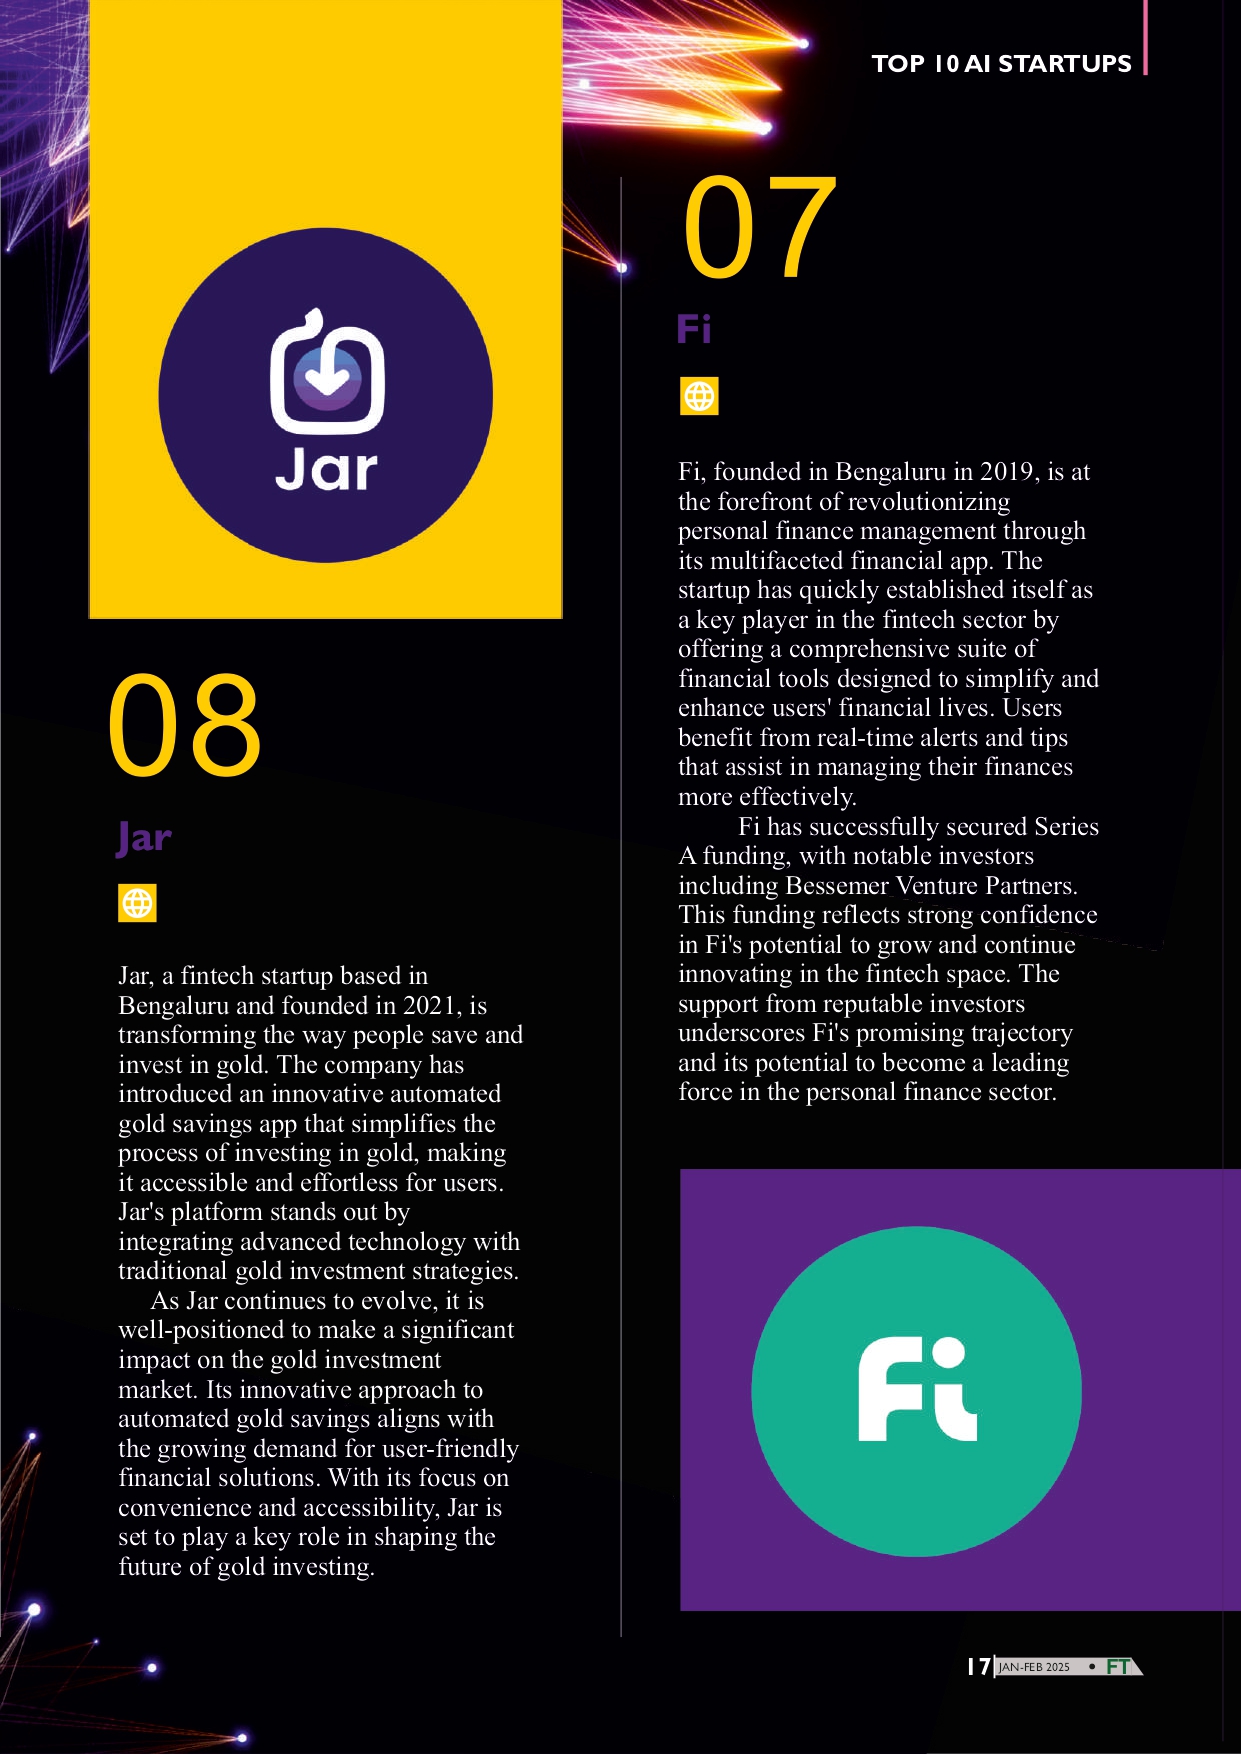 TOP 10 AI STARTUPS
Jar
08
Jar
Jar, a fintech startup based in
Bengaluru and founded in 2021, is
transforming the way people save and
invest in gold. The company has
introduced an innovative automated
gold savings app that simplifies the
process of investing in gold, making
it accessible and effortless for users.
Jar's platform stands out by
integrating advanced technology with
traditional gold investment strategies.
As Jar continues to evolve, it is
well-positioned to make a significant
impact on the gold investment
market. Its innovative approach to
automated gold savings aligns with
the growing demand for user-friendly
financial solutions. With its focus on
convenience and accessibility, Jar is
set to play a key role in shaping the
future of gold investing.
07
Fi
Fi, founded in Bengaluru in 2019, is at
the forefront of revolutionizing
personal finance management through
its multifaceted financial app. The
startup has quickly established itself as
a key player in the fintech sector by
offering a comprehensive suite of
financial tools designed to simplify and
enhance users' financial lives. Users
benefit from real-time alerts and tips
that assist in managing their finances
more effectively.
Fi has successfully secured Series
A funding, with notable investors
including Bessemer Venture Partners.
This funding reflects strong confidence
in Fi's potential to grow and continue
innovating in the fintech space. The
support from reputable investors
underscores Fi's promising trajectory
and its potential to become a leading
force in the personal finance sector.
Fi
17 JAN-FEB 2025 • FT